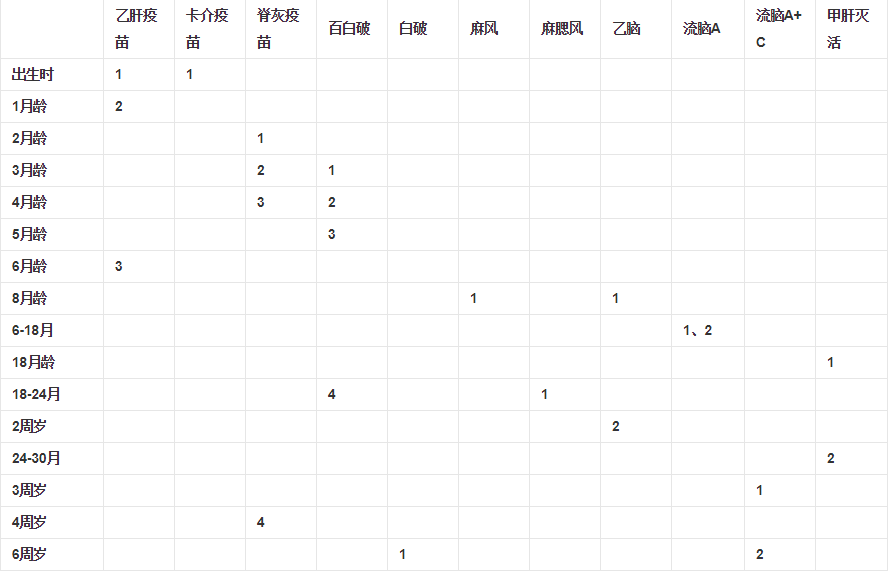 乙肝疫苗 卡介疫苗 脊灰疫苗 百白破 白破 麻风 麻腮风 乙脑 流脑A 流脑A+C 甲肝灭活
出生时 1 1
1月龄 2
2月龄 1
3月龄 2 1
4月龄 3 2
5月龄 3
6月龄 3
8月龄 1 1
6-18月 1、2
18月龄 1
18-24月 4 1
2周岁 2
24-30月 2
3周岁 1
4周岁 4
6周岁 1 2